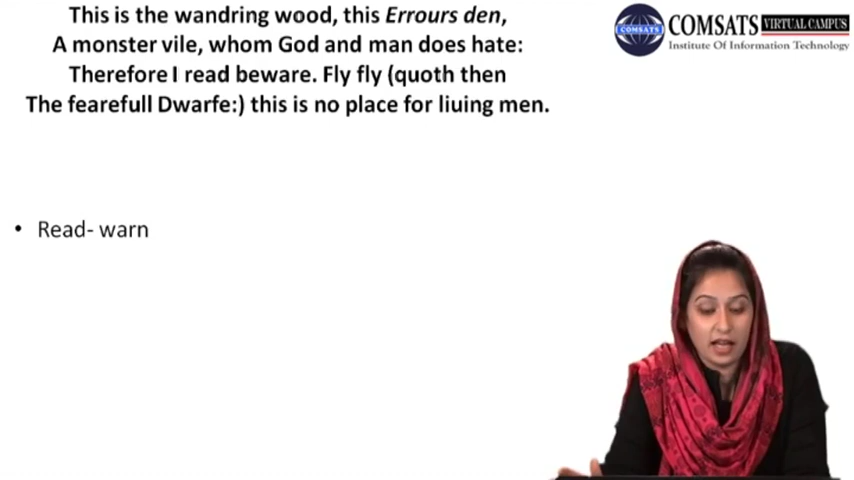 This is the wandring wood, this Errours den,
A monster vile, whom God and man does hate:
Therefore I read beware. Fly fly (quoth then
The fearefull Dwarfe:) this is no place for liuing men.
• Read- warn
COMSATS VIRTUAL CAMPUS
Institute Of Information Technology
COMSATS